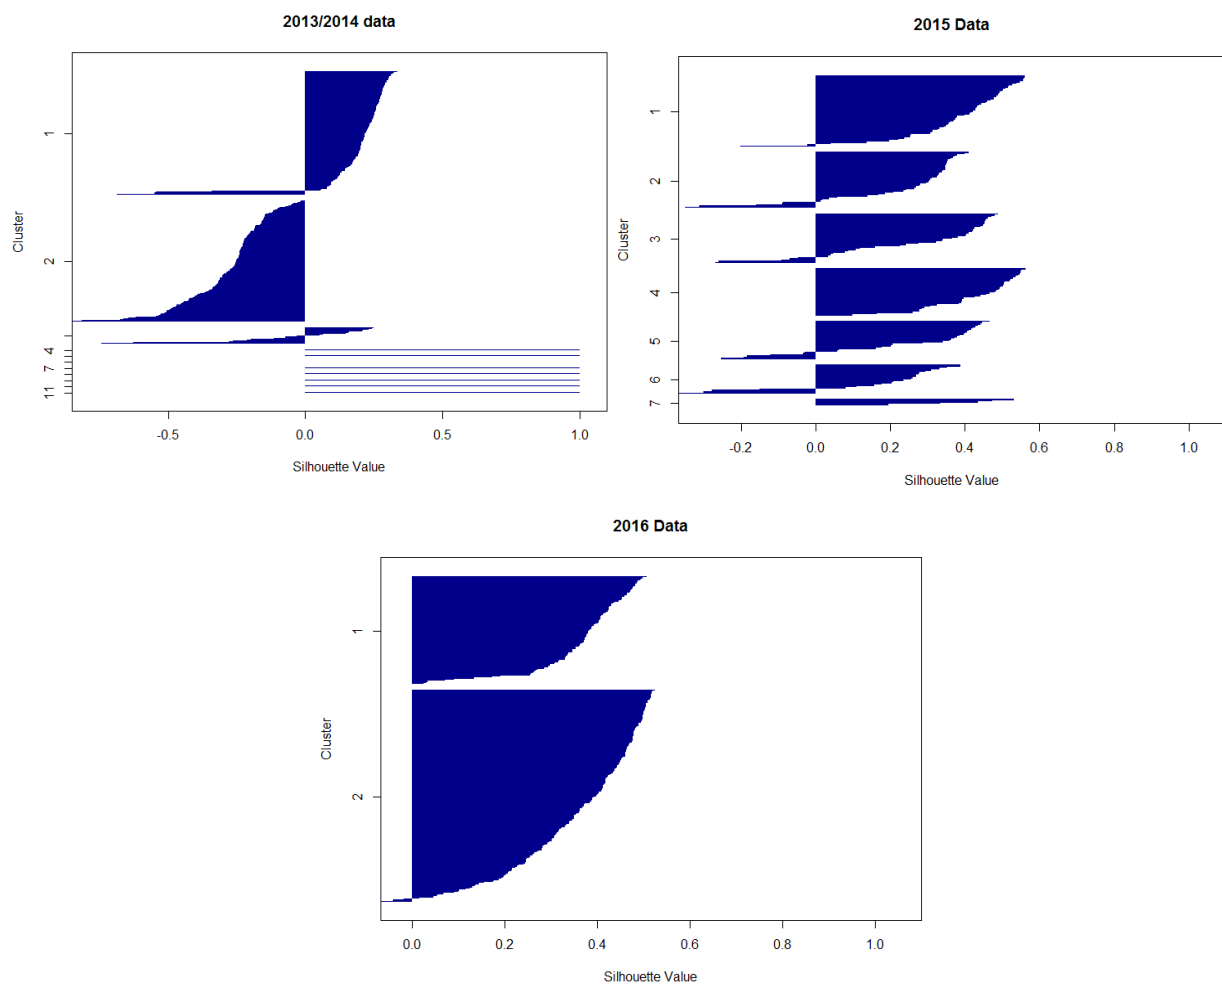 2013/2014 data
1
2
4
7
11
Cluster
-0.5 0.0 0.5 1.0
Silhouette Value
2015 Data
1
2
3
4
5
6
7
Cluster
-0.2 0.0 0.2 0.4 0.6 0.8 1.0
Silhouette Value
2016 Data
1
2
Cluster
0.0 0.2 0.4 0.6 0.8 1.0
Silhouette Value